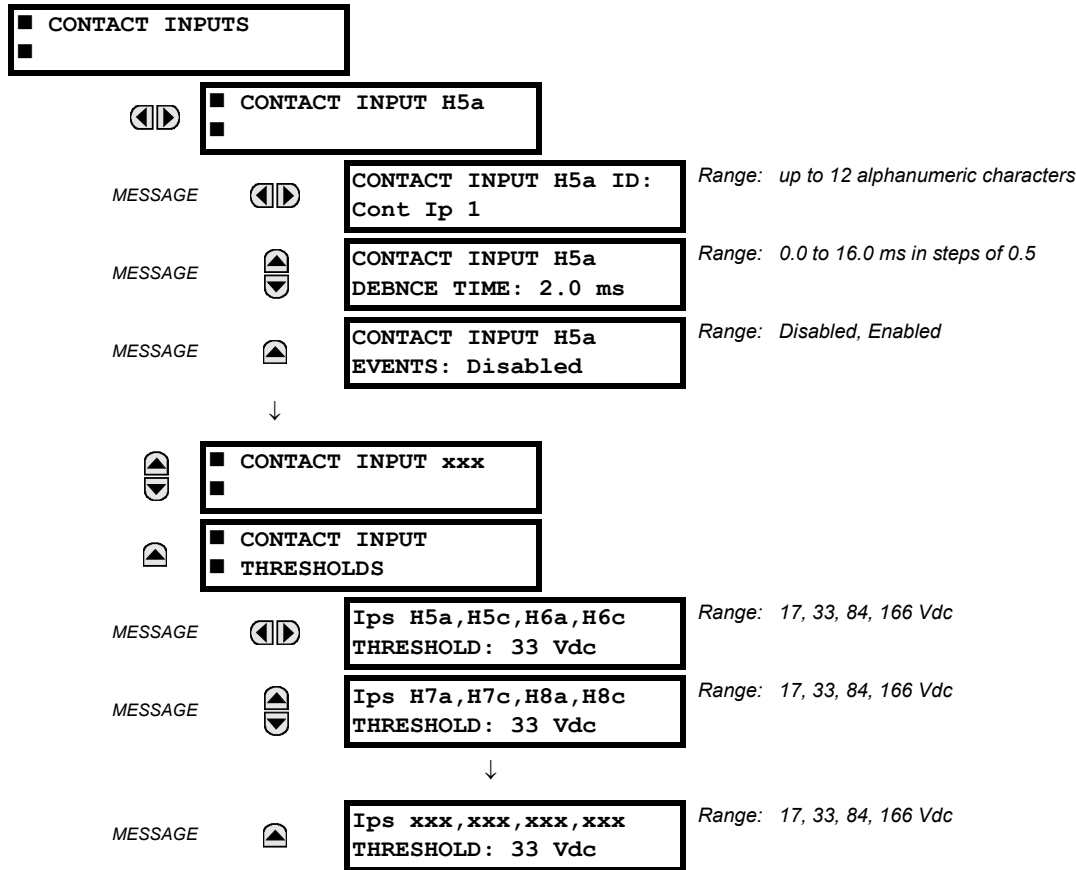 ■ CONTACT INPUTS
■
■ CONTACT INPUT H5a
■
MESSAGE
CONTACT INPUT H5a ID:
Cont Ip 1
Range: up to 12 alphanumeric characters
MESSAGE
CONTACT INPUT H5a
DEBNCE TIME: 2.0 ms
Range: 0.0 to 16.0 ms in steps of 0.5
MESSAGE
CONTACT INPUT H5a
EVENTS: Disabled
Range: Disabled, Enabled
↓
■ CONTACT INPUT xxx
■
■ CONTACT INPUT
■ THRESHOLDS
MESSAGE
Ips H5a,H5c,H6a,H6c
THRESHOLD: 33 Vdc
Range: 17, 33, 84, 166 Vdc
MESSAGE
Ips H7a,H7c,H8a,H8c
THRESHOLD: 33 Vdc
Range: 17, 33, 84, 166 Vdc
↓
MESSAGE
Ips xxx,xxx,xxx,xxx
THRESHOLD: 33 Vdc
Range: 17, 33, 84, 166 Vdc